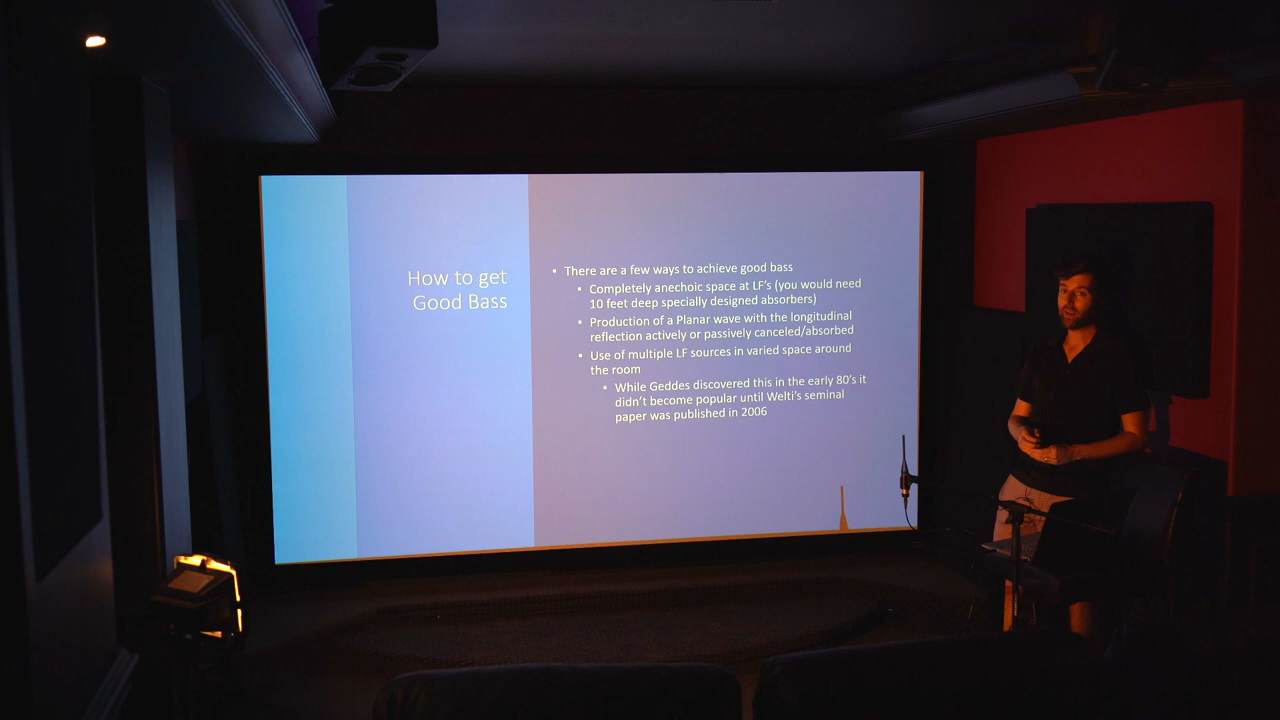 How to get
Good Bass
• There are a few ways to achieve good bass
• Completely anechoic space at LF's (you would need
10 feet deep specially designed absorbers)
• Production of a Planar wave with the longitudinal
reflection actively or passively canceled/absorbed
• Use of multiple LF sources in varied space around
the room
• While Geddes discovered this in the early 80's it
didn't become popular until Welti's seminal
paper was published in 2006